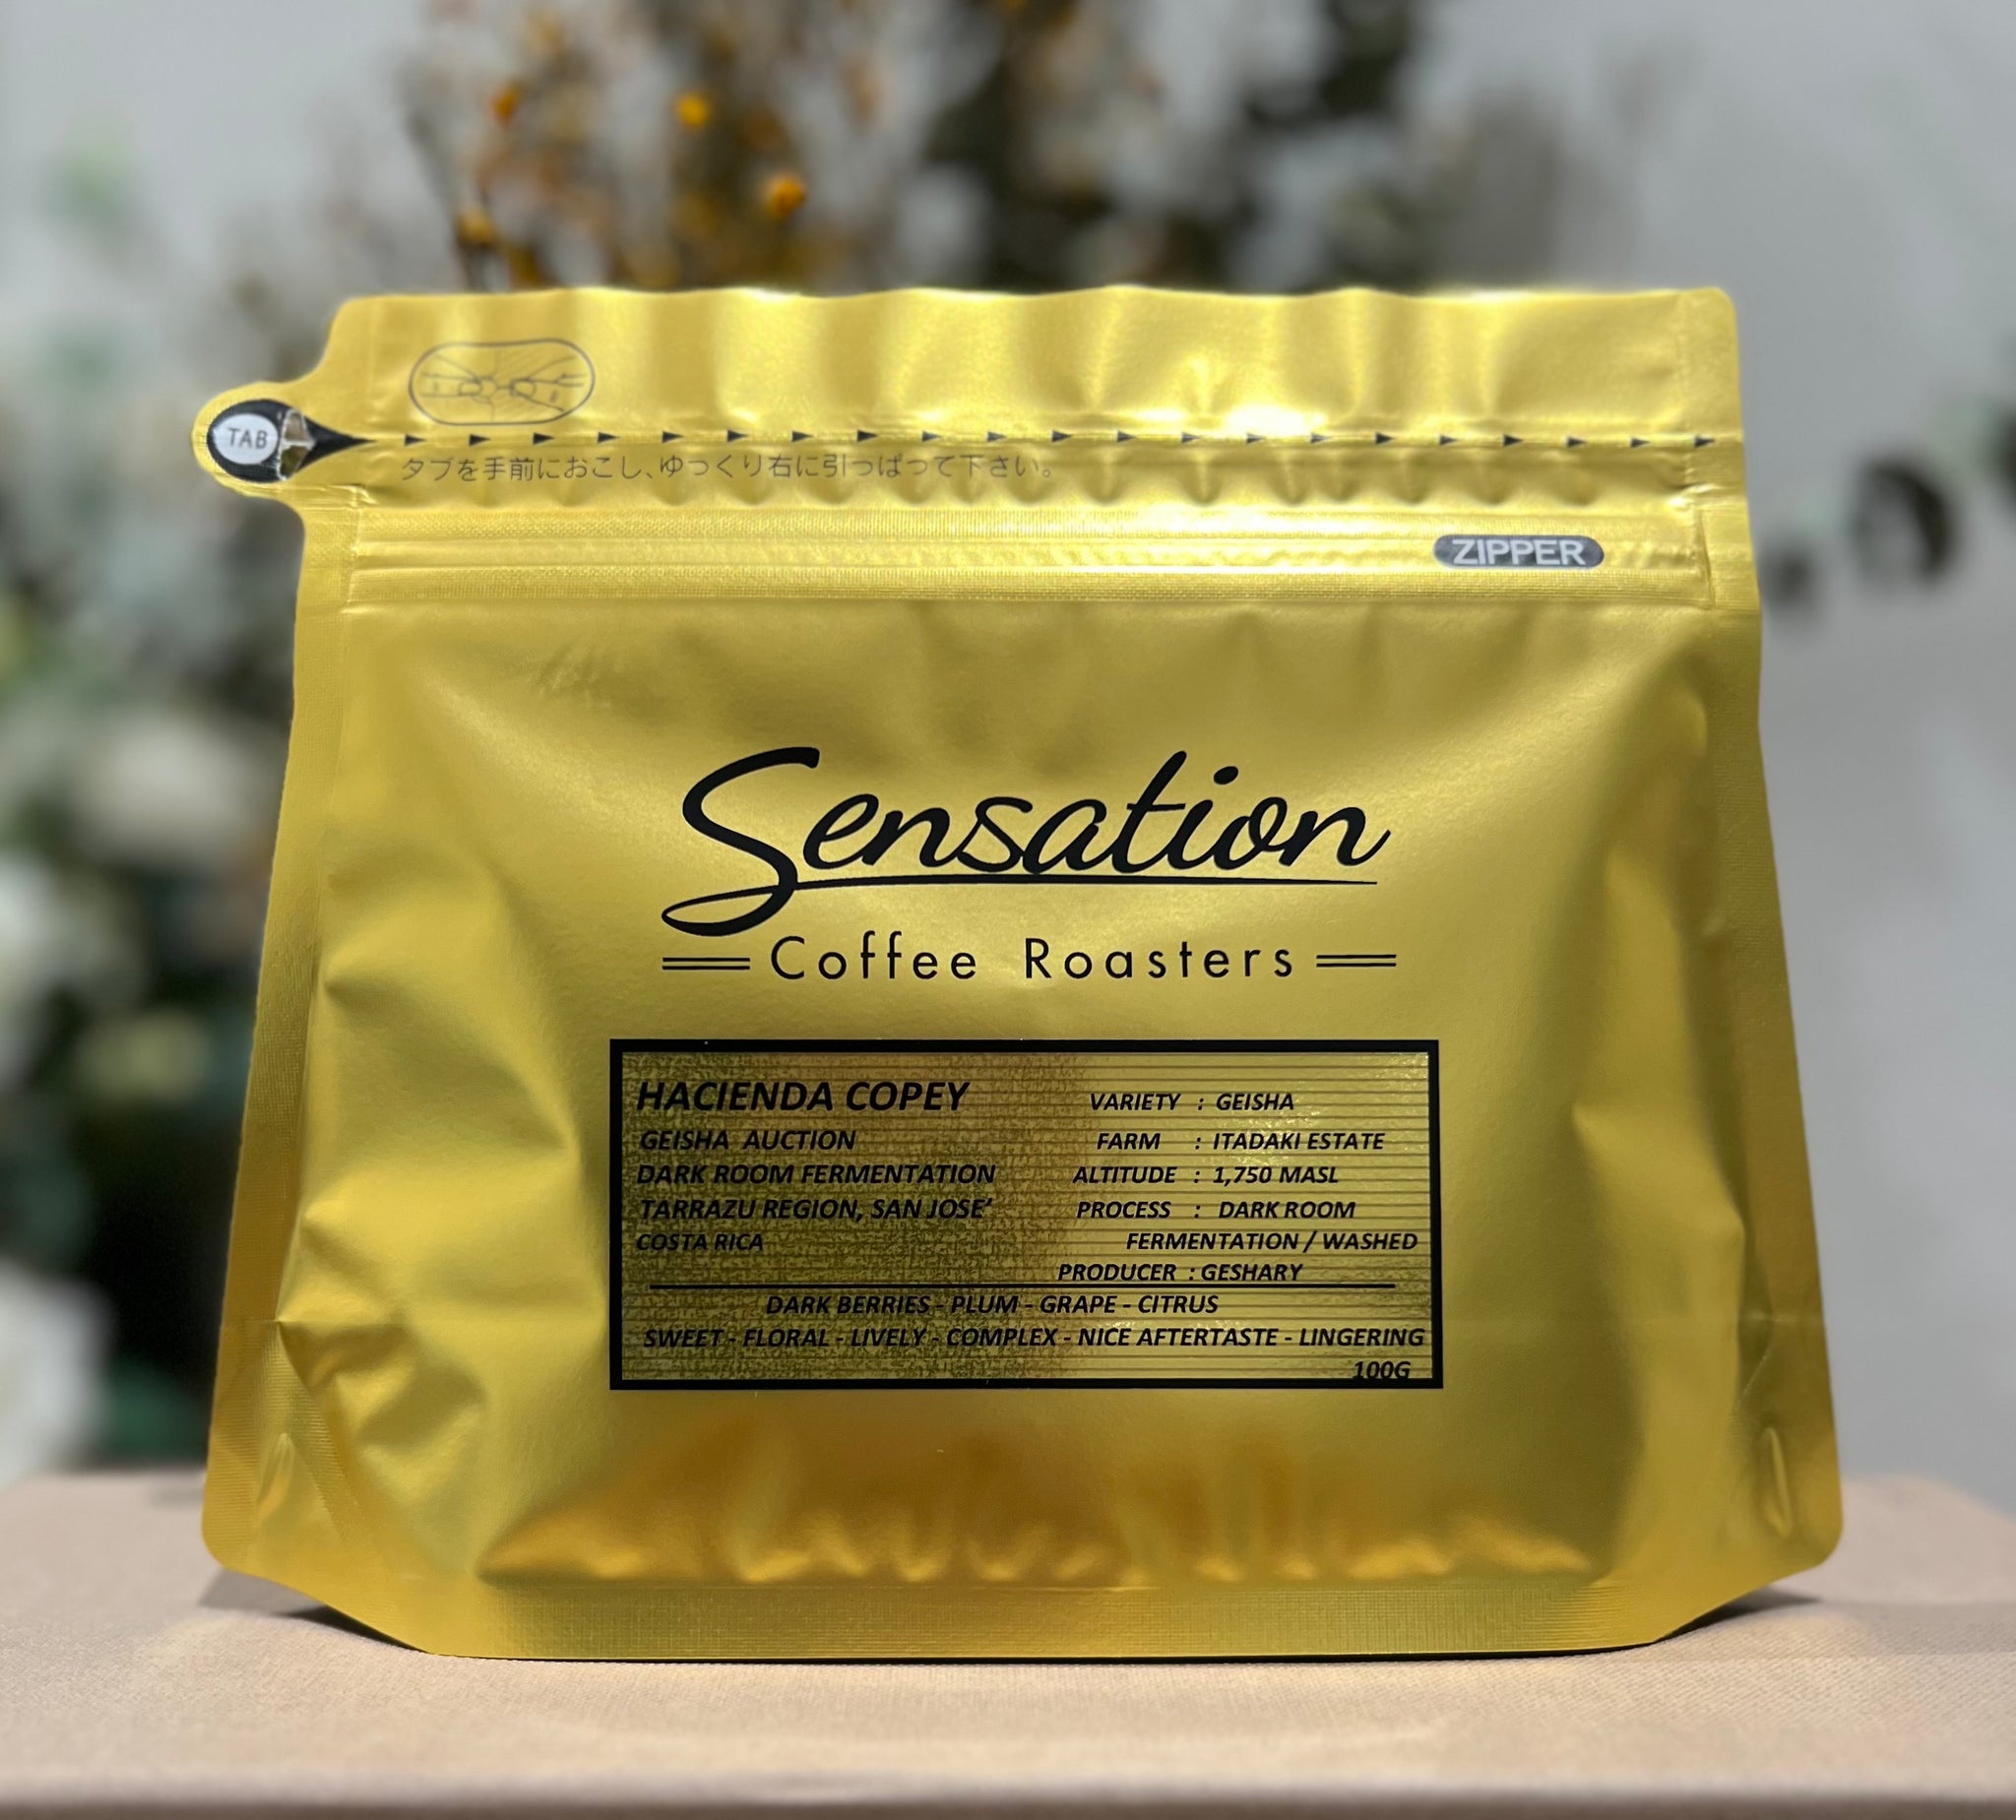 TAB
タブを手前におこし、ゆっくり右に引っぱって下さい。
ZIPPER
Sensation
Coffee Roasters
HACIENDA COPEY
GEISHA AUCTION
DARK ROOM FERMENTATION
TARRAZU REGION, SAN JOSE'
COSTA RICA
VARIETY : GEISHA
FARM : ITADAKI ESTATE
ALTITUDE : 1,750 MASL
PROCESS : DARK ROOM
FERMENTATION / WASHED
PRODUCER : GESHARY
DARK BERRIES - PLUM - GRAPE - CITRUS
SWEET - FLORAL - LIVELY - COMPLEX - NICE AFTERTASTE - LINGERING
100G